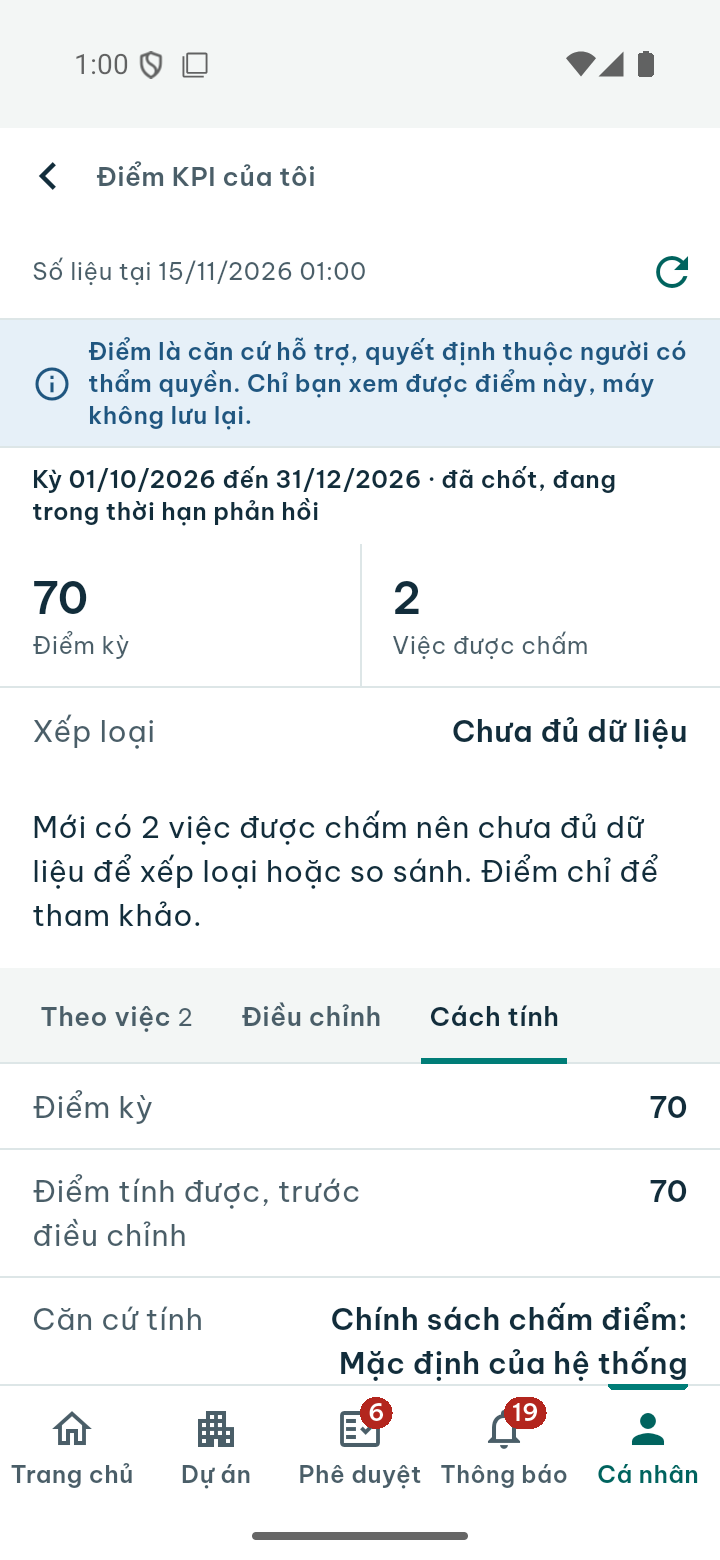 1:00
Điểm KPI của tôi
Số liệu tại 15/11/2026 01:00
Điểm là căn cứ hỗ trợ, quyết định thuộc người có
thẩm quyền. Chỉ bạn xem được điểm này, máy
không lưu lại.
Kỳ 01/10/2026 đến 31/12/2026 · đã chốt, đang
trong thời hạn phản hồi
70
Điểm kỳ
2
Việc được chấm
Xếp loại
Chưa đủ dữ liệu
Mới có 2 việc được chấm nên chưa đủ dữ
liệu để xếp loại hoặc so sánh. Điểm chỉ để
tham khảo.
Theo việc 2
Điều chỉnh
Cách tính
Điểm kỳ
70
Điểm tính được, trước
điều chỉnh
70
Căn cứ tính
Chính sách chấm điểm:
Mặc định của hệ thống
6
19
Trang chủ
Dự án
Phê duyệt
Thông báo
Cá nhân